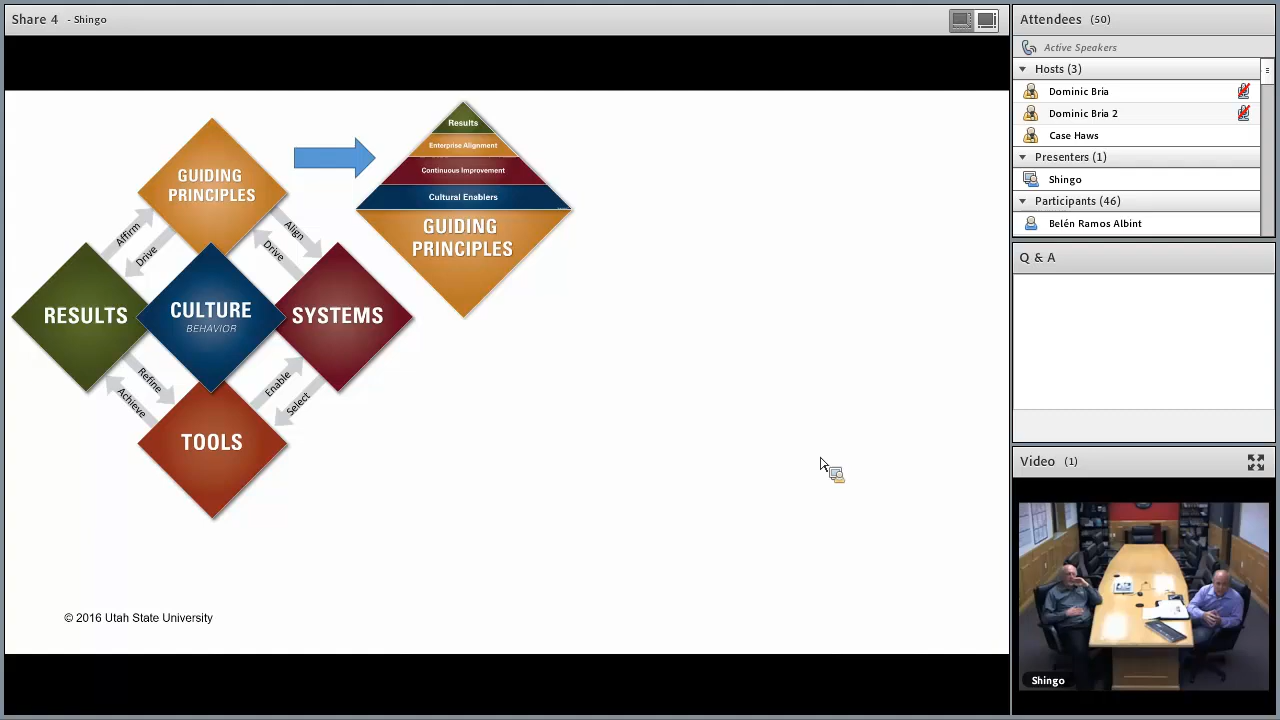 Share 4 - Shingo
GUIDING
PRINCIPLES
Affirm
Drive
Align
Drive
RESULTS
CULTURE
BEHAVIOR
SYSTEMS
Refine
Achieve
Enable
Select
TOOLS
Results
Enterprise Alignment
Continuous Improvement
Cultural Enablers
GUIDING
PRINCIPLES
© 2016 Utah State University
Attendees (50)
Active Speakers
Hosts (3)
Dominic Bria
Dominic Bria 2
Case Haws
Presenters (1)
Shingo
Participants (46)
Belén Ramos Albint
Q & A
Video (1)
Shingo